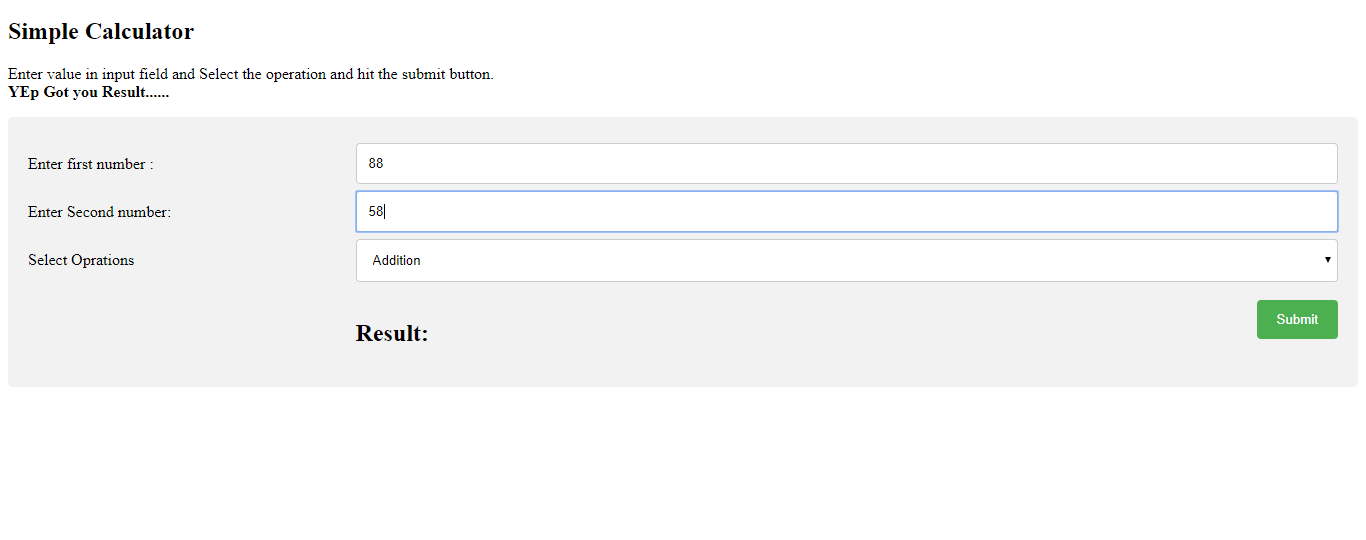 Simple Calculator
Enter value in input field and Select the operation and hit the submit button.
YEp Got you Result......
Enter first number :
88
Enter Second number:
58
Select Oprations
Addition
Submit
Result: